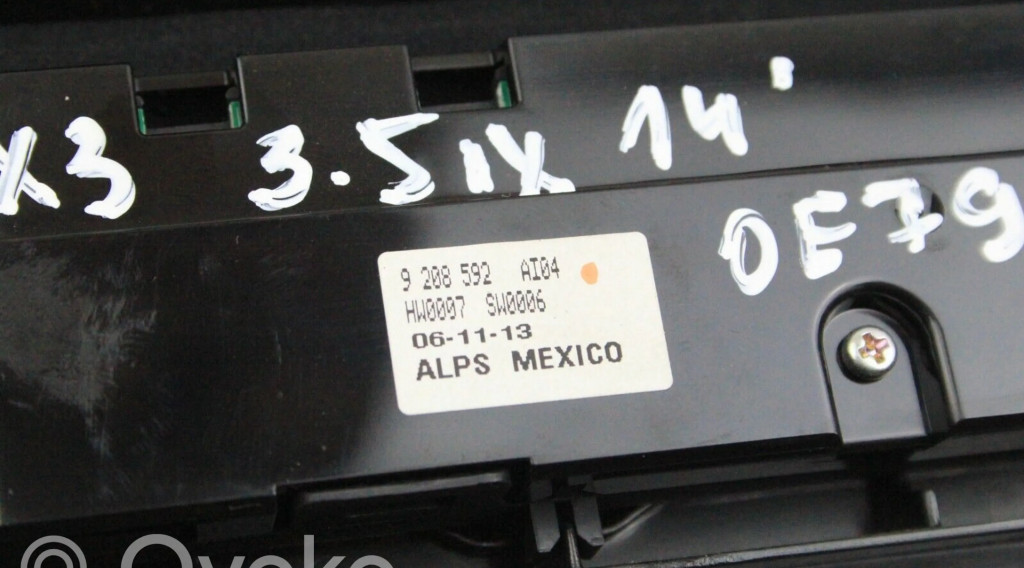 X3 3.5ix 14'
0E79
9 208 592 AI04
HW0007 SW0006
06-11-13
ALPS MEXICO
© Ovoko